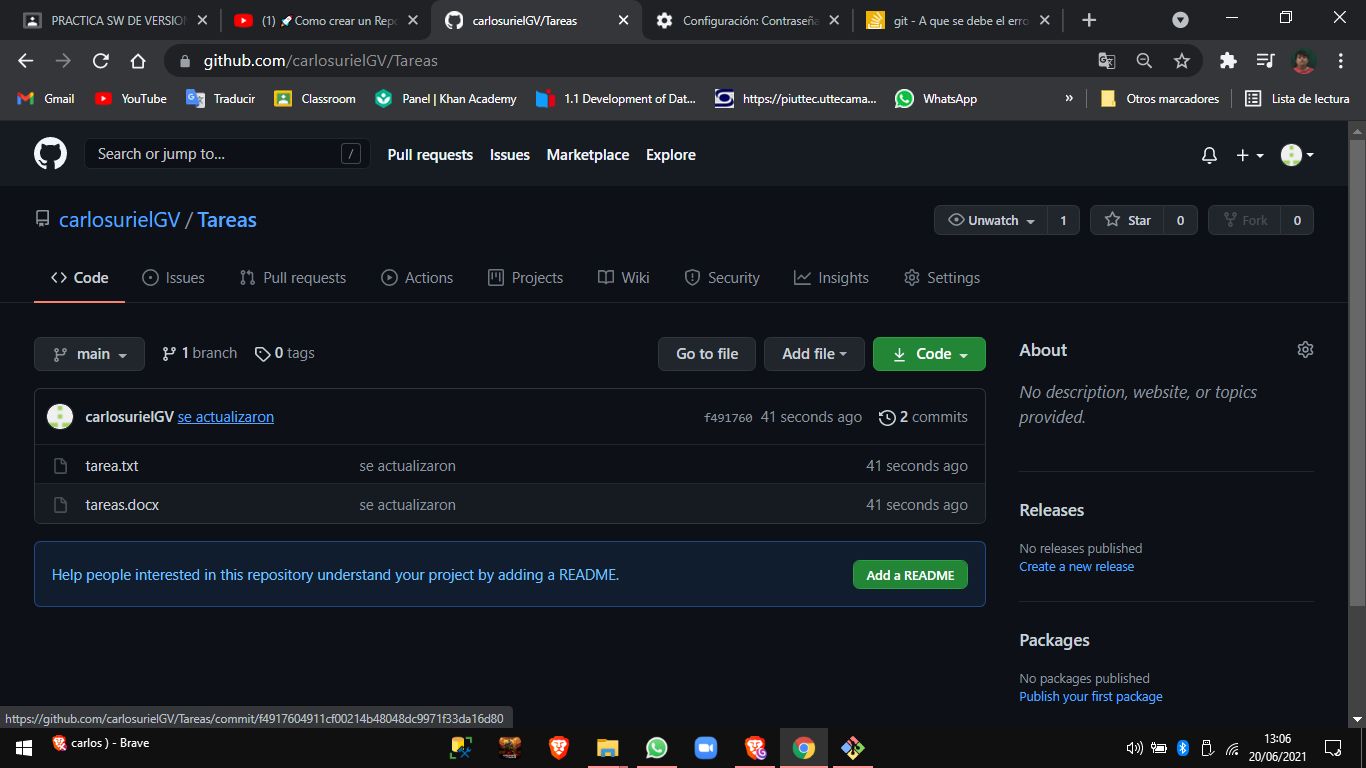 PRACTICA SW DE VERSION
(1) 🚀Como crear un Repo
carlosurielGV/Tareas
Configuración: Contraseña
git - A que se debe el erro
github.com/carlosurielGV/Tareas
Gmail
YouTube
Traducir
Classroom
Panel | Khan Academy
1.1 Development of Dat...
https://piuttec.uttecama...
WhatsApp
»
Otros marcadores
Lista de lectura
Search or jump to...
/
Pull requests
Issues
Marketplace
Explore
carlosurielGV / Tareas
Unwatch
1
Star
0
Fork
0
Code
Issues
Pull requests
Actions
Projects
Wiki
Security
Insights
Settings
main
1 branch
0 tags
Go to file
Add file
Code
About
No description, website, or topics
provided.
carlosurielGV se actualizaron
f491760 41 seconds ago
2 commits
tarea.txt
se actualizaron
41 seconds ago
tareas.docx
se actualizaron
41 seconds ago
Releases
No releases published
Create a new release
Help people interested in this repository understand your project by adding a README.
Add a README
Packages
No packages published
Publish your first package
https://github.com/carlosurielGV/Tareas/commit/f4917604911cf00214b48048dc9971f33da16d80
carlos ) - Brave
13:06
20/06/2021